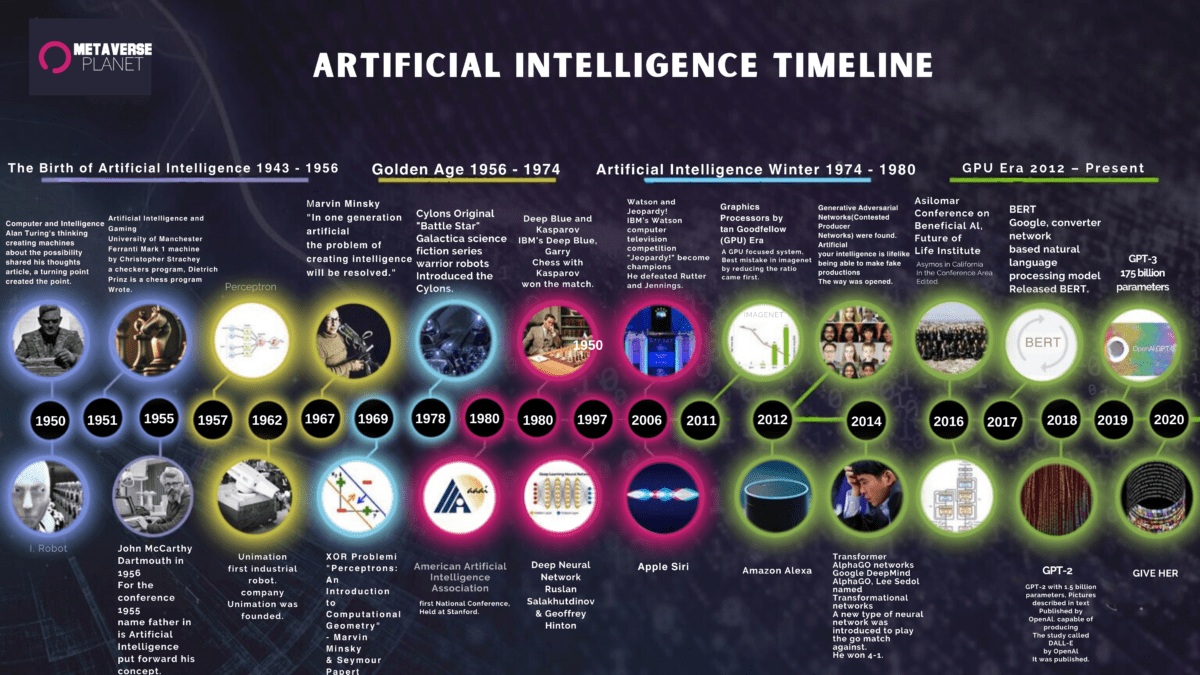 METAVERSE
PLANET
ARTIFICIAL INTELLIGENCE TIMELINE
The Birth of Artificial Intelligence 1943 - 1956
Golden Age 1956 - 1974
Artificial Intelligence Winter 1974 - 1980
GPU Era 2012 – Present
Computer and Intelligence
Alan Turing's thinking
creating machines
about the possibility
shared his thoughts
article, a turning point
created the point.
Artificial Intelligence and
Gaming
University of Manchester
Ferranti Mark 1 machine
by Christopher Strachey
a checkers program, Dietrich
Prinz is a chess program
Wrote.
Perceptron
Marvin Minsky
"In one generation
artificial
the problem of
creating intelligence
will be resolved."
Cylons Original
"Battle Star"
Galactica science
fiction series
warrior robots
Introduced the
Cylons.
Deep Blue and
Kasparov
IBM's Deep Blue,
Garry
Chess with
Kasparov
won the match.
Watson and
Jeopardy!
IBM's Watson
computer
television
competition
"Jeopardy!" become
champions
He defeated Rutter
and Jennings.
Graphics
Processors by
tan Goodfellow
(GPU) Era
A GPU focused system.
Best mistake in imagenet
by reducing the ratio
came first.
Generative Adversarial
Networks(Contested
Producer
Networks) were found.
Artificial
your intelligence is lifelike
being able to make fake
productions
The way was opened.
Asilomar
Conference on
Beneficial Al,
Future of
Life Institute
Asymos in California
In the Conference Area
Edited.
BERT
Google, converter
network
based natural
language
processing model
Released BERT.
GPT-3
175 billion
parameters
1950
IMAGENET
BERT
OpenAI GPT-3
1950
1951
1955
1957
1962
1967
1969
1978
1980
1980
1997
2006
2011
2012
2014
2016
2017
2018
2019
2020
aaai
Deep Learning Neural Network
I. Robot
John McCarthy
Dartmouth in
1956
For the
conference
1955
name father in
is Artificial
Intelligence
put forward his
concept.
Unimation
first industrial
robot.
company
Unimation was
founded.
XOR Problemi
"Perceptrons:
An
Introduction
to
Computational
Geometry"
- Marvin
Minsky
& Seymour
Papert
American Artificial
Intelligence
Association
first National Conference,
Held at Stanford.
Deep Neural
Network
Ruslan
Salakhutdinov
& Geoffrey
Hinton
Apple Siri
Amazon Alexa
Transformer
AlphaGO networks
Google DeepMind
AlphaGO, Lee Sedol
named
Transformational
networks
A new type of neural
network was
introduced to play
the go match
against.
He won 4-1.
GPT-2
GPT-2 with 1.5 billion
parameters. Pictures
described in text
Published by
OpenAI. capable of
producing
The study called
DALL-E
by OpenAI
It was published.
GIVE HER